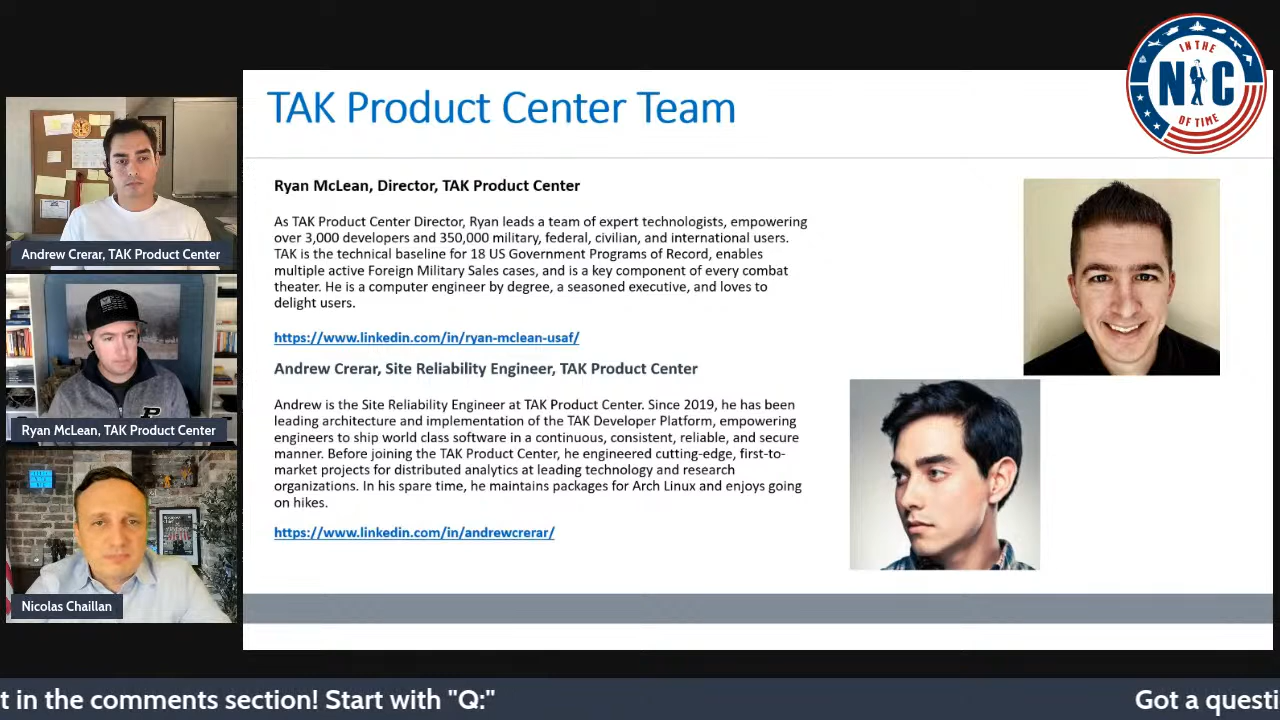 IN THE
NIC
OF TIME
TAK Product Center Team
Ryan McLean, Director, TAK Product Center
As TAK Product Center Director, Ryan leads a team of expert technologists, empowering
over 3,000 developers and 350,000 military, federal, civilian, and international users.
TAK is the technical baseline for 18 US Government Programs of Record, enables
multiple active Foreign Military Sales cases, and is a key component of every combat
theater. He is a computer engineer by degree, a seasoned executive, and loves to
delight users.
https://www.linkedin.com/in/ryan-mclean-usaf/
Andrew Crerar, Site Reliability Engineer, TAK Product Center
Andrew is the Site Reliability Engineer at TAK Product Center. Since 2019, he has been
leading architecture and implementation of the TAK Developer Platform, empowering
engineers to ship world class software in a continuous, consistent, reliable, and secure
manner. Before joining the TAK Product Center, he engineered cutting-edge, first-to-
market projects for distributed analytics at leading technology and research
organizations. In his spare time, he maintains packages for Arch Linux and enjoys going
on hikes.
https://www.linkedin.com/in/andrewcrerar/
Andrew Crerar, TAK Product Center
Ryan McLean, TAK Product Center
Nicolas Chaillan
t in the comments section! Start with "Q:"
Got a questi